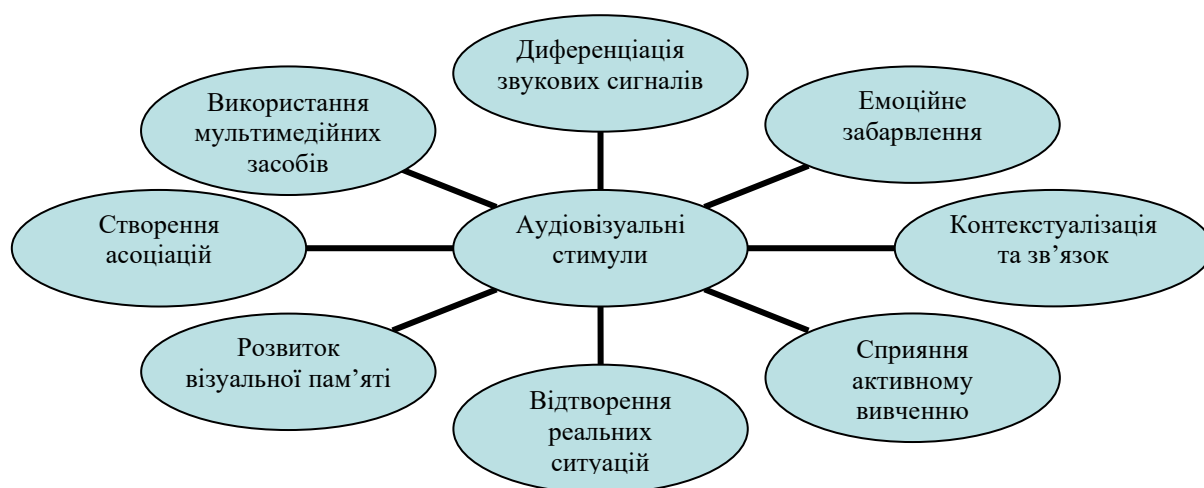 Диференціація
звукових сигналів
Використання
мультимедійних
засобів
Емоційне
забарвлення
Створення
асоціацій
Аудіовізуальні
стимули
Контекстуалізація
та зв’язок
Розвиток
візуальної пам’яті
Сприяння
активному
вивченню
Відтворення
реальних
ситуацій